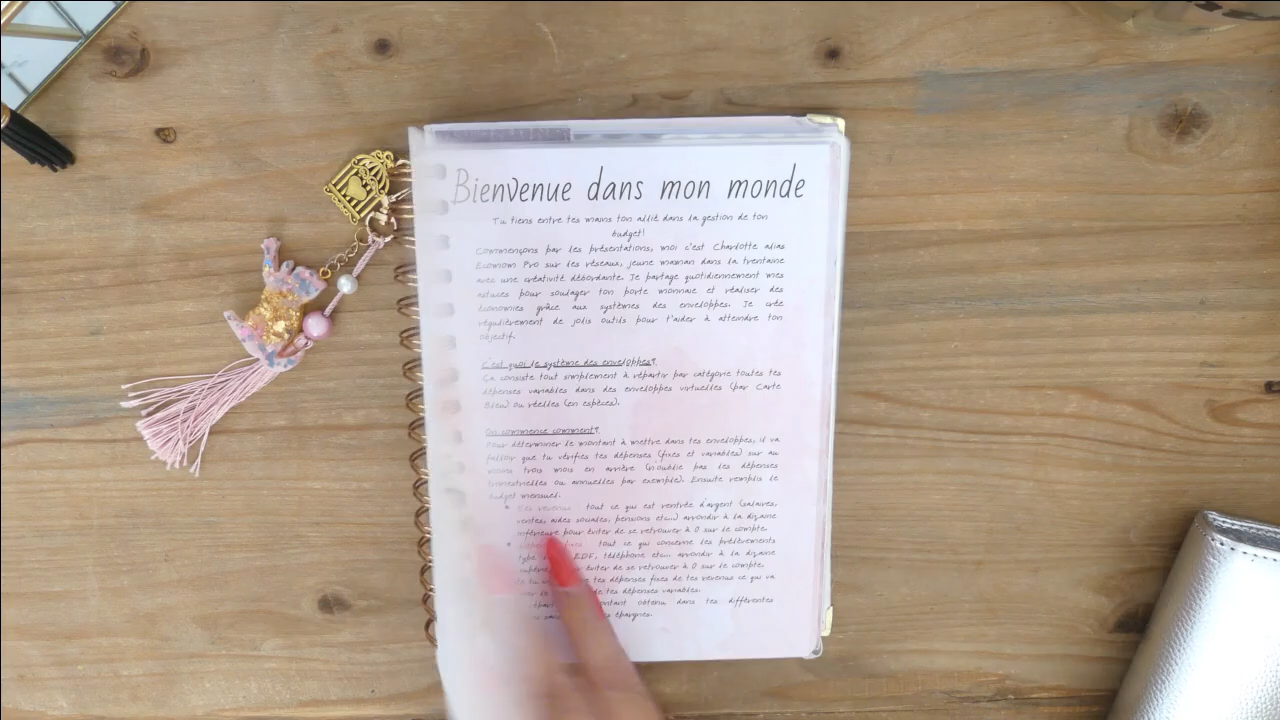 Bienvenue dans mon monde
Tu tiens entre tes mains ton allié dans la gestion de ton
budget!
Commençons par les présentations, moi c'est Charlotte alias
Econom Pro sur les réseaux, jeune maman dans la trentaine
avec une créativité débordante. Je partage quotidiennement mes
astuces pour soulager ton porte monnaie et réaliser des
économies grâce aux systèmes des enveloppes. Je crée
régulièrement de jolis outils pour t'aider à atteindre ton
objectif.
C'est quoi le système des enveloppes?
Ça consiste tout simplement à répartir par catégorie toutes tes
dépenses variables dans des enveloppes virtuelles (par Carte
Bleu) ou réelles (en espèces).
On commence comment?
Pour déterminer le montant à mettre dans tes enveloppes, il va
falloir que tu vérifies tes dépenses (fixes et variables) sur au
moins trois mois en arrière (n'oublie pas les dépenses
trimestrielles ou annuelles par exemple). Ensuite remplis le
budget mensuel.
revenus tout ce qui est rentrée d'argent (salaires,
ventes, aides sociales, pensions etc...) arrondir à la dizaine
inférieure pour éviter de se retrouver à 0 sur le compte.
tout ce qui concerne les prélèvements
type EDF, téléphone etc... arrondir à la dizaine
éviter de se retrouver à 0 sur le compte.
tes dépenses fixes de tes revenus ce qui va
de tes dépenses variables.
obtenu dans tes différentes
épargnes.